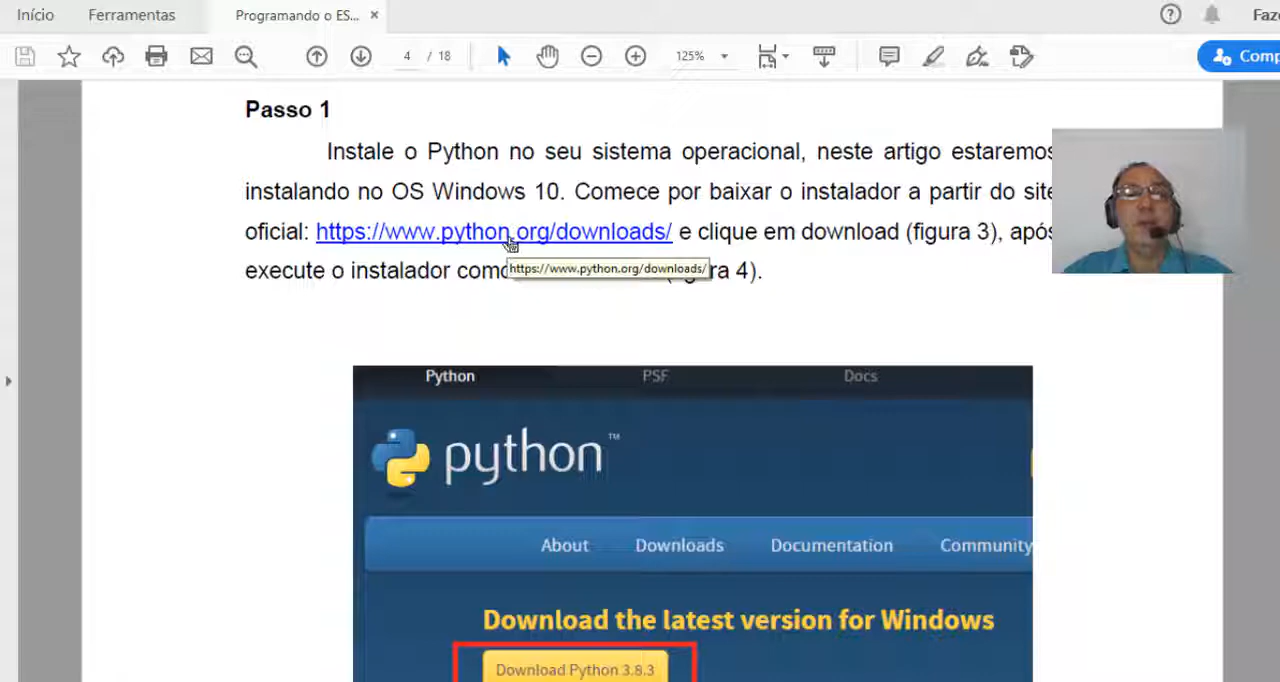 Início Ferramentas Programando o ES... × Faze
4 / 18 125% Comp
Passo 1
Instale o Python no seu sistema operacional, neste artigo estaremos
instalando no OS Windows 10. Comece por baixar o instalador a partir do site
oficial: https://www.python.org/downloads/ e clique em download (figura 3), após
execute o instalador como ra 4).
https://www.python.org/downloads/
Python PSF Docs
python™
About Downloads Documentation Community
Download the latest version for Windows
Download Python 3.8.3